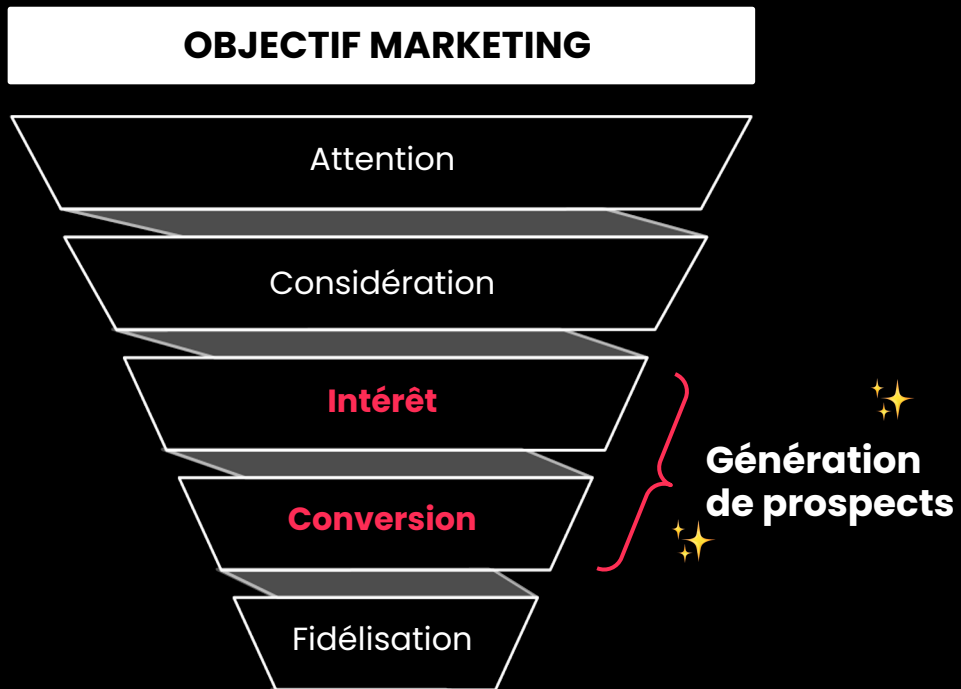 OBJECTIF MARKETING
Attention
Considération
Intérêt
Conversion
Génération
de prospects
Fidélisation